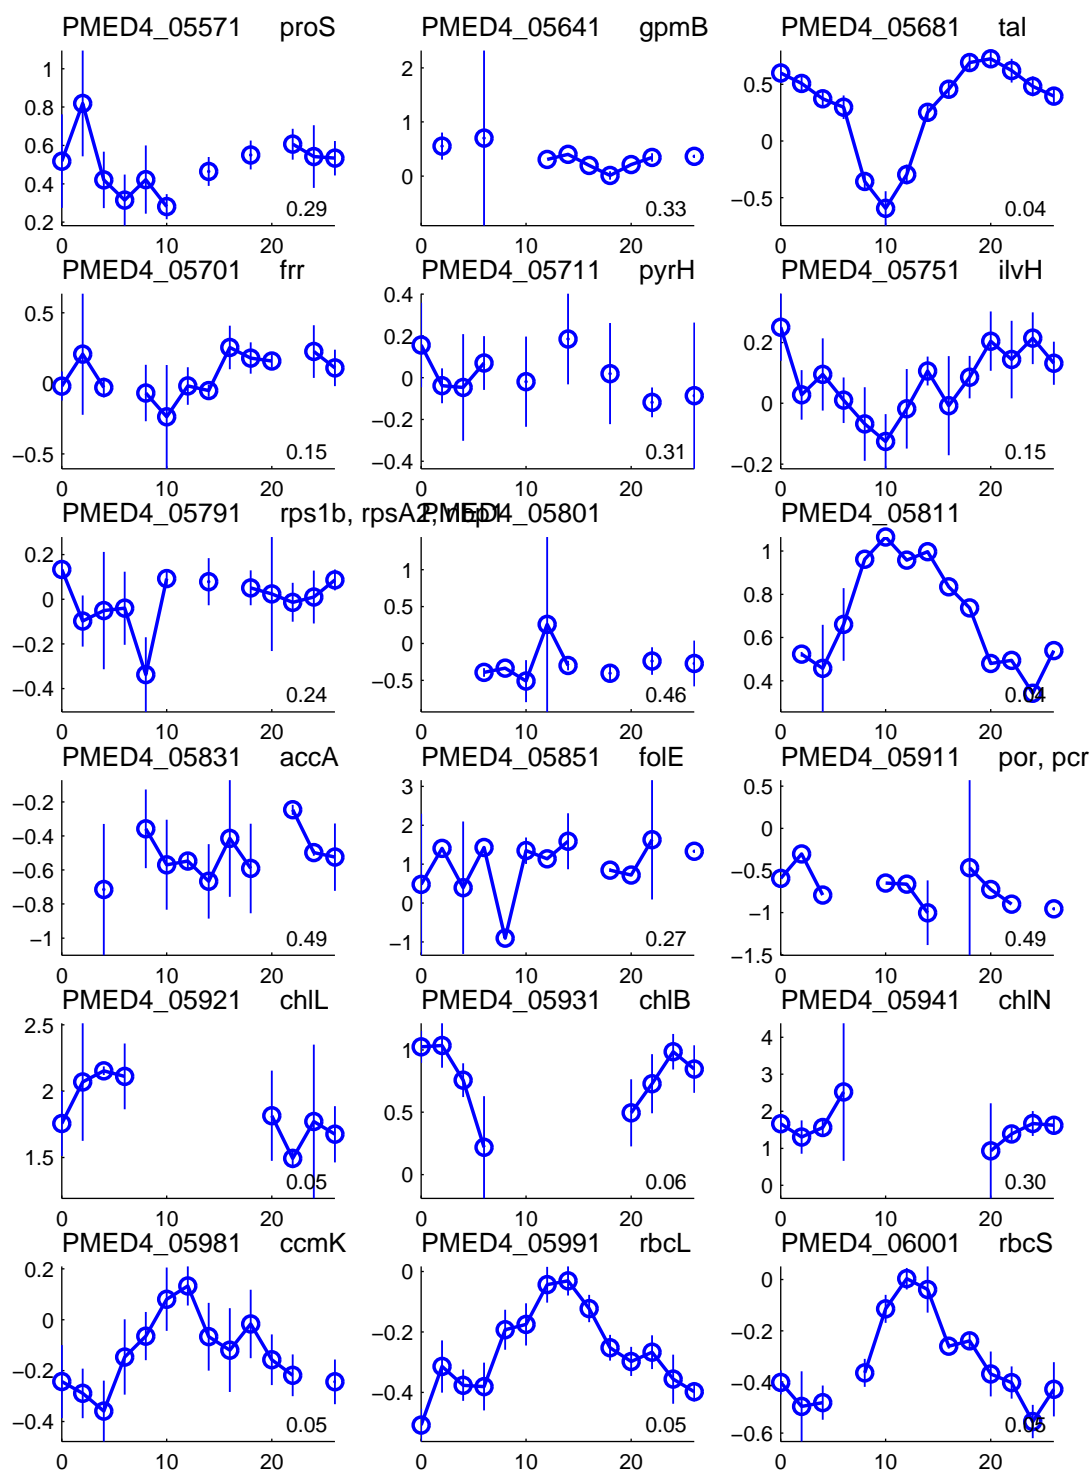 PMED4_05571 proS PMED4_05641 gpmB PMED4_05681 tal
1 0.8 0.6 0.4 0.2 0.29 0 10 20
2 1 0 0.33 0 10 20
0.5 0 −0.5 0.04 0 10 20
PMED4_05701 frr PMED4_05711 pyrH PMED4_05751 ilvH
0.5 0 −0.5 0.15 0 10 20
0.4 0.2 0 −0.2 −0.4 0.31 0 10 20
0.2 0 −0.2 0.15 0 10 20
PMED4_05791 rps1b, rpsA2, nbp1 PMED4_05801 PMED4_05811
0.2 0 −0.2 −0.4 0.24 0 10 20
1 0.5 0 −0.5 0.46 0 10 20
1 0.8 0.6 0.4 0.04 0 10 20
PMED4_05831 accA PMED4_05851 folE PMED4_05911 por, pcr
−0.2 −0.4 −0.6 −0.8 −1 0.49 0 10 20
3 2 1 0 −1 0.27 0 10 20
0.5 0 −0.5 −1 −1.5 0.49 0 10 20
PMED4_05921 chlL PMED4_05931 chlB PMED4_05941 chlN
2.5 2 1.5 0.05 0 10 20
1 0.5 0 0.06 0 10 20
4 3 2 1 0 0.30 0 10 20
PMED4_05981 ccmK PMED4_05991 rbcL PMED4_06001 rbcS
0.2 0 −0.2 −0.4 0.05 0 10 20
0 −0.2 −0.4 0.05 0 10 20
0 −0.2 −0.4 −0.6 0.05 0 10 20